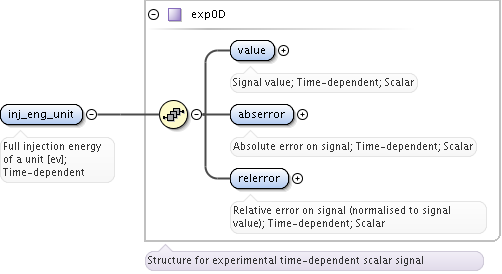 exp0D
value
Signal value; Time-dependent; Scalar
inj_eng_unit
Full injection energy
of a unit [ev];
Time-dependent
abserror
Absolute error on signal; Time-dependent; Scalar
relerror
Relative error on signal (normalised to signal
value); Time-dependent; Scalar
Structure for experimental time-dependent scalar signal